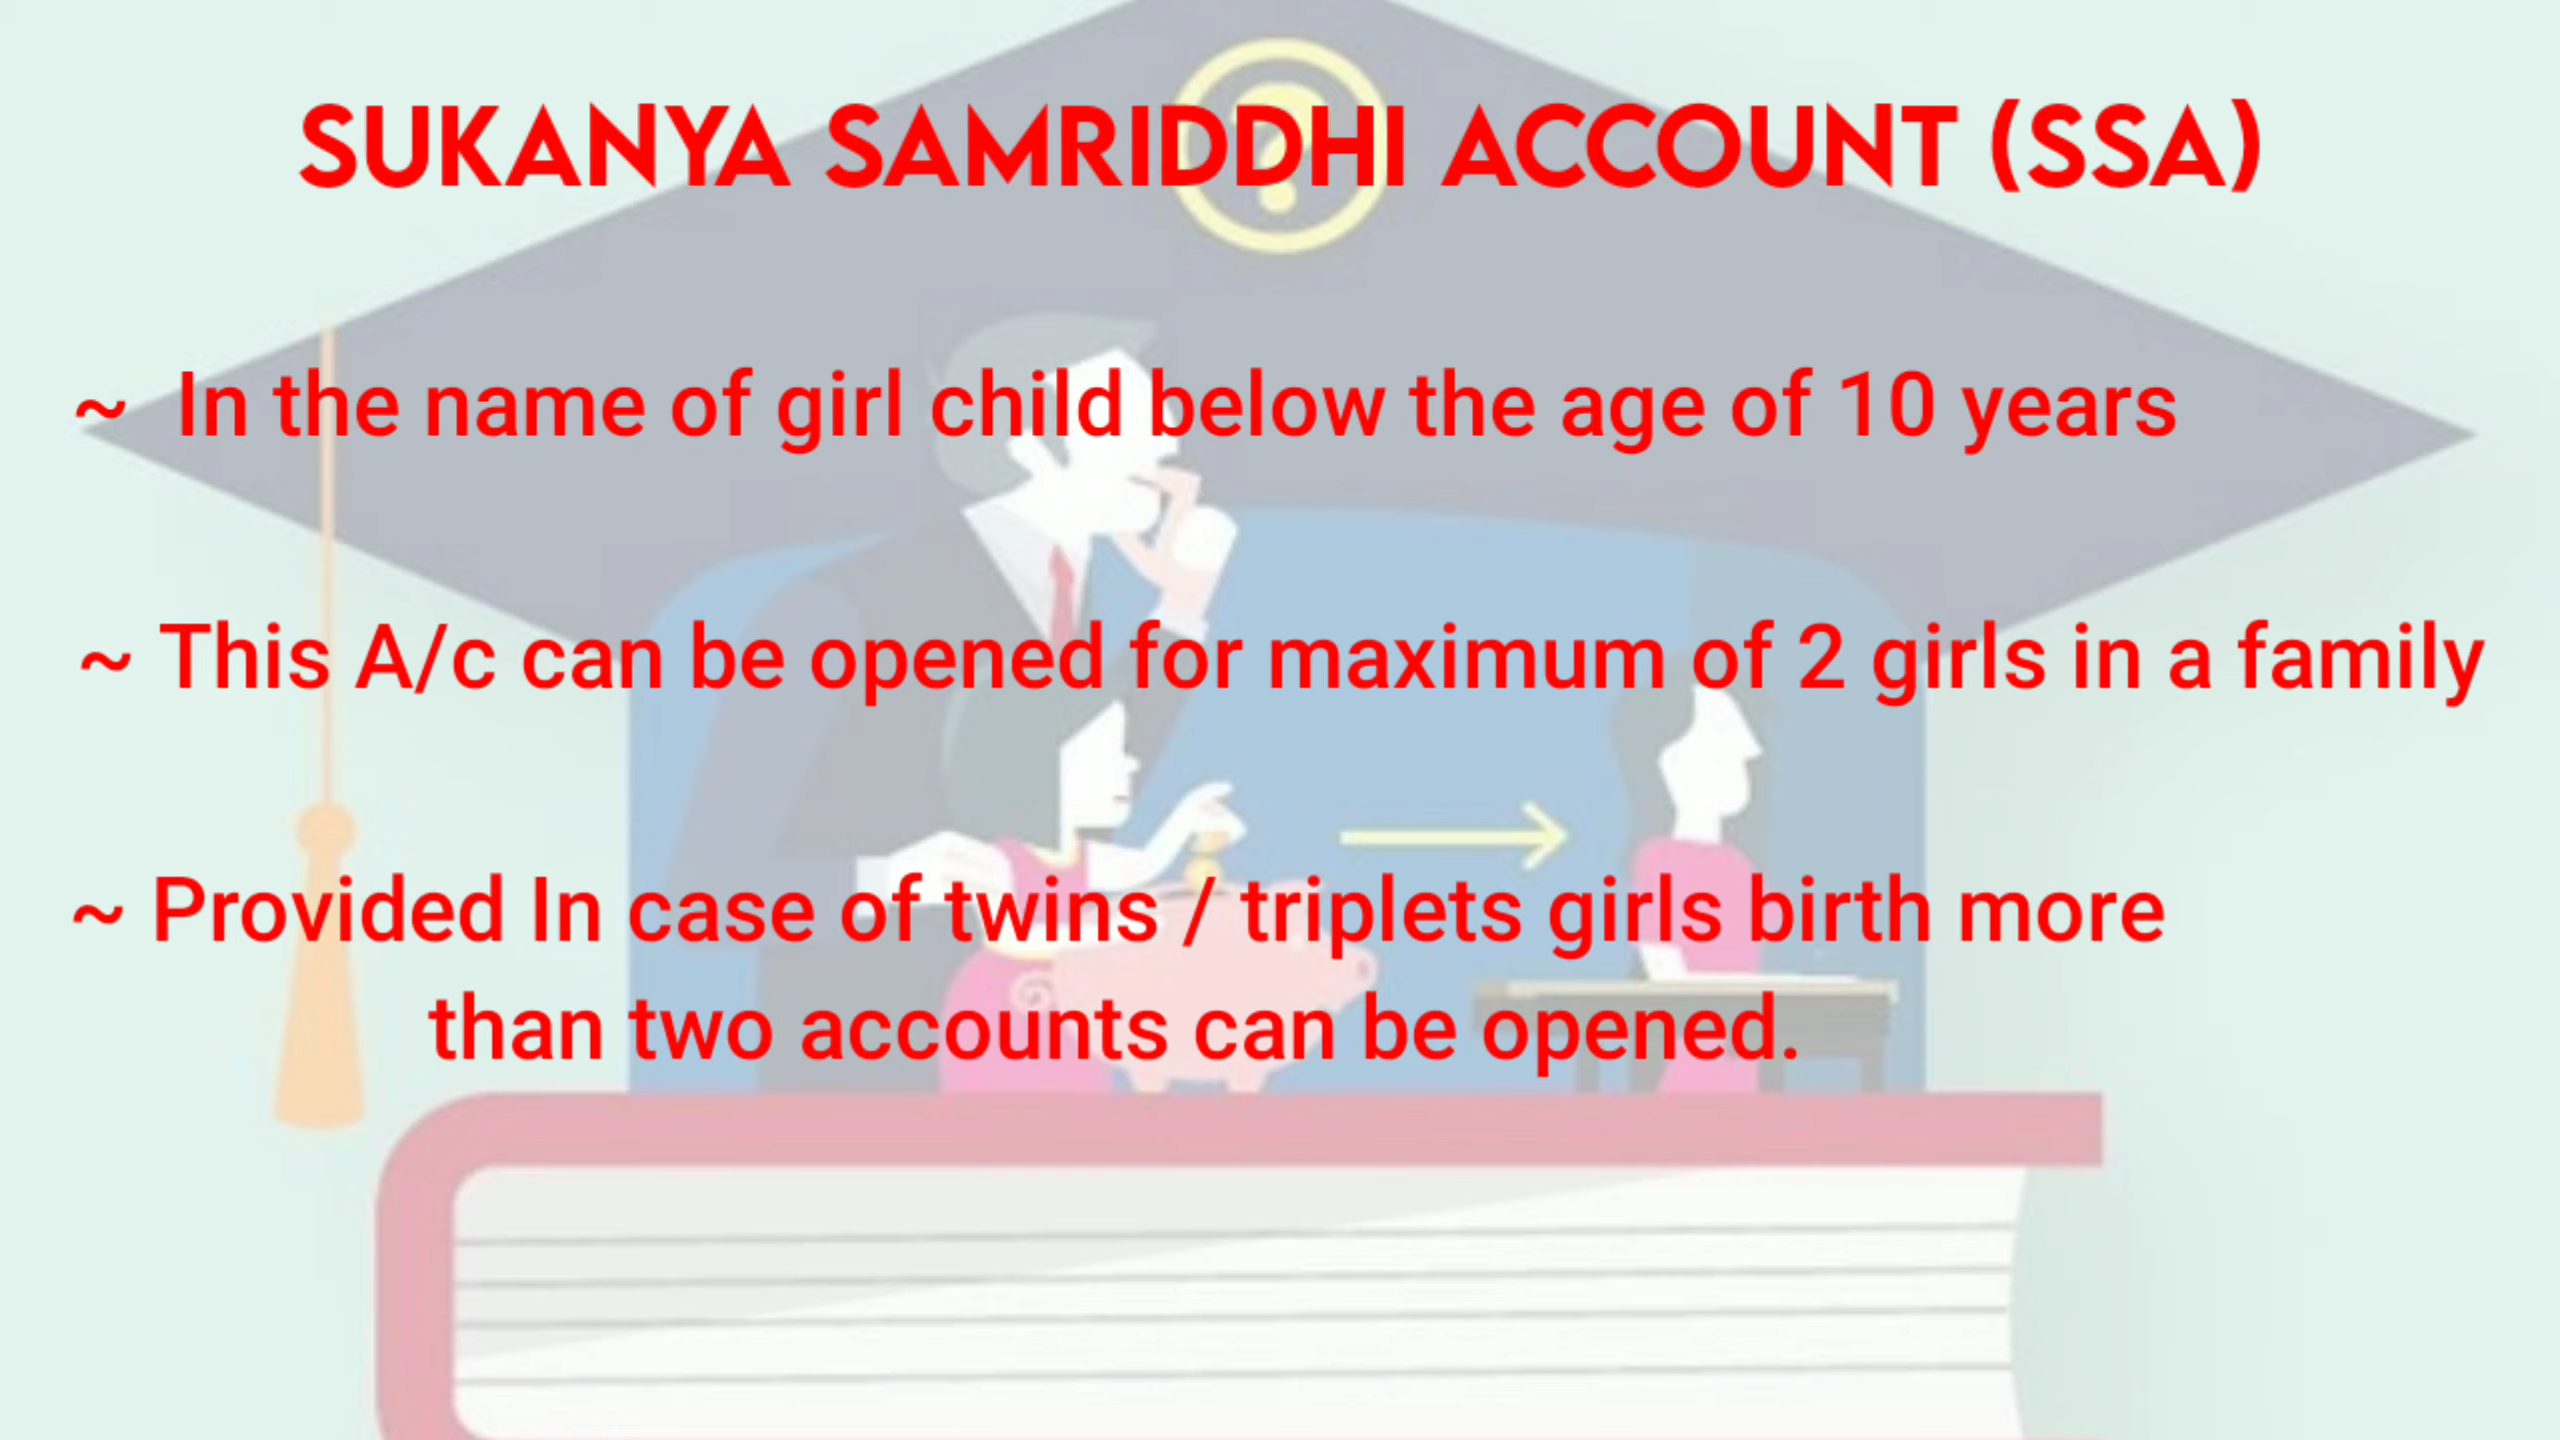 SUKANYA SAMRIDDHI ACCOUNT (SSA)
~ In the name of girl child below the age of 10 years
~ This A/c can be opened for maximum of 2 girls in a family
~ Provided In case of twins / triplets girls birth more
than two accounts can be opened.